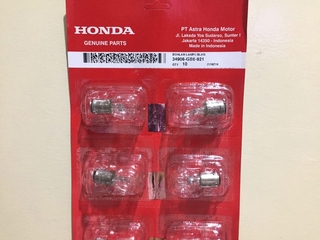 HONDA
GENUINE PARTS
PT Astra Honda Motor
Jl. Laksda Yos Sudarso, Sunter I
Jakarta 14350 - Indonesia
Made in Indonesia
34906-GB6-921
QTY 10